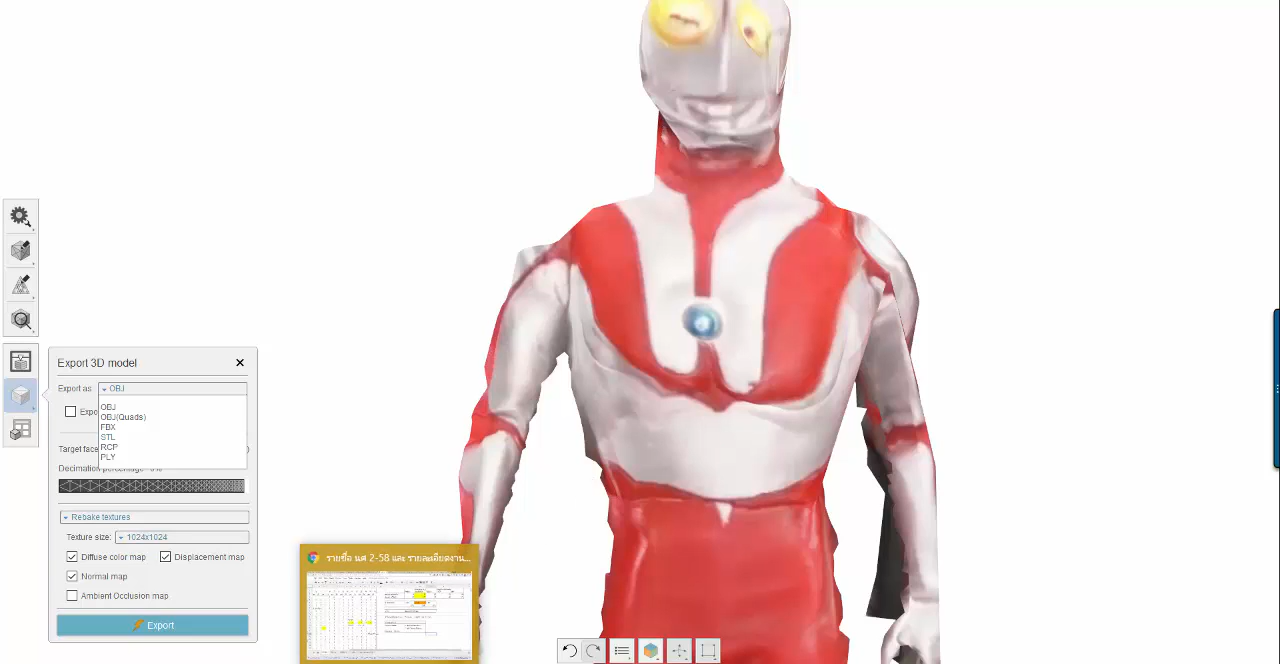 Export 3D model
Export as OBJ
OBJ
OBJ(Quads)
FBX
STL
RCP
PLY
Expo
Target face
Decimation percentage
Rebake textures
Texture size: 1024x1024
Diffuse color map
Displacement map
Normal map
Ambient Occlusion
Export
รายชื่อ นศ 2-58 และ รายละเอียดงาน...